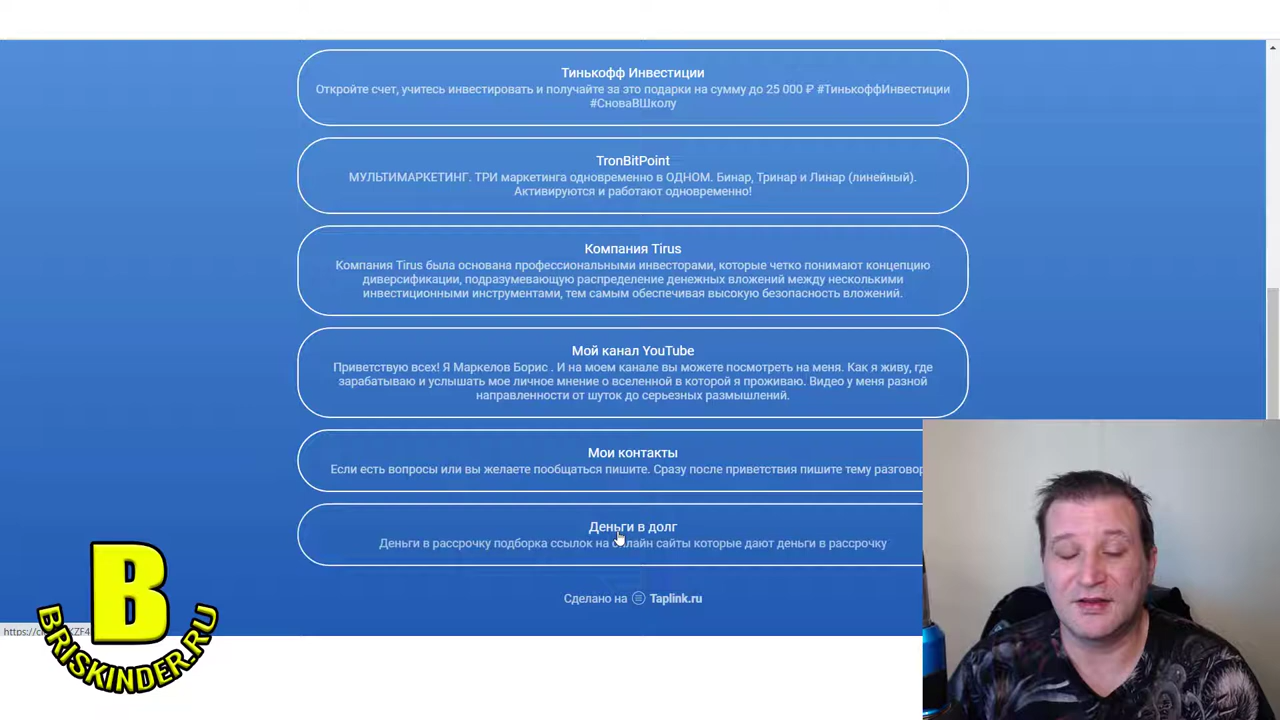 Тинькофф Инвестиции
Откройте счет, учитесь инвестировать и получайте за это подарки на сумму до 25 000 ₽ #ТинькоффИнвестиции
#СноваВШколу
TronBitPoint
МУЛЬТИМАРКЕТИНГ. ТРИ маркетинга одновременно в ОДНОМ. Бинар, Тринар и Линар (линейный).
Активируются и работают одновременно!
Компания Tirus
Компания Tirus была основана профессиональными инвесторами, которые четко понимают концепцию
диверсификации, подразумевающую распределение денежных вложений между несколькими
инвестиционными инструментами, тем самым обеспечивая высокую безопасность вложений.
Мой канал YouTube
Приветствую всех! Я Маркелов Борис . И на моем канале вы можете посмотреть на меня. Как я живу, где
зарабатываю и услышать мое личное мнение о вселенной в которой я проживаю. Видео у меня разной
направленности от шуток до серьезных размышлений.
Мои контакты
Если есть вопросы или вы желаете пообщаться пишите. Сразу после приветствия пишите тему
Деньги в долг
Деньги в рассрочку подборка ссылок на онлайн сайты которые дают деньги в рассрочку
Сделано на Taplink.ru
B
BRISKINDER.RU